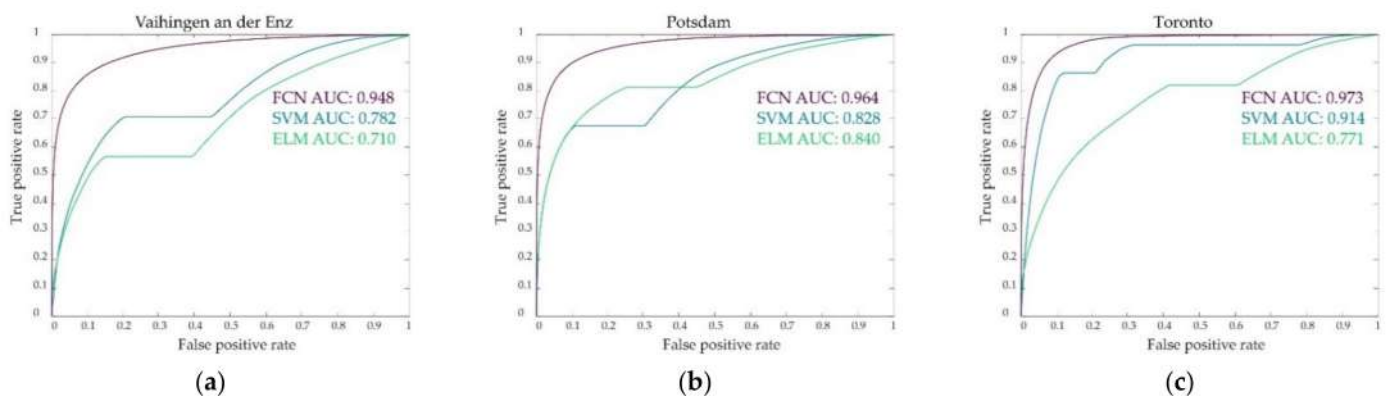 Vaihingen an der Enz
1
0.9
0.8
0.7
0.6
0.5
0.4
0.3
0.2
0.1
0
True positive rate
FCN AUC: 0.948
SVM AUC: 0.782
ELM AUC: 0.710
0 0.1 0.2 0.3 0.4 0.5 0.6 0.7 0.8 0.9 1
False positive rate
(a)
Potsdam
1
0.9
0.8
0.7
0.6
0.5
0.4
0.3
0.2
0.1
0
True positive rate
FCN AUC: 0.964
SVM AUC: 0.828
ELM AUC: 0.840
0 0.1 0.2 0.3 0.4 0.5 0.6 0.7 0.8 0.9 1
False positive rate
(b)
Toronto
1
0.9
0.8
0.7
0.6
0.5
0.4
0.3
0.2
0.1
0
True positive rate
FCN AUC: 0.973
SVM AUC: 0.914
ELM AUC: 0.771
0 0.1 0.2 0.3 0.4 0.5 0.6 0.7 0.8 0.9 1
False positive rate
(c)